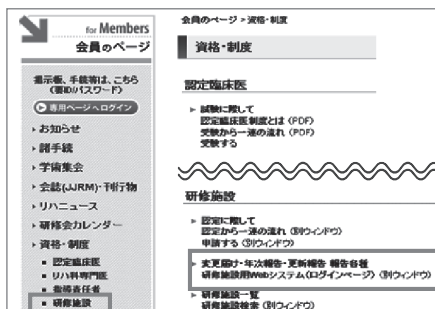 for Members
会員のページ
掲示板、手続等は、こちら
(要ID/パスワード)
専用ページへログイン
お知らせ
諸手続
学術集会
会誌(JJRM)・刊行物
リハニュース
研修会カレンダー
資格・制度
認定臨床医
リハ科専門医
指導責任者
研修施設
会員のページ > 資格・制度
資格・制度
認定臨床医
試験に際して
認定臨床医制度とは (PDF)
受験から一連の流れ (PDF)
受験する
研修施設
認定に際して
認定から一連の流れ (別ウィンドウ)
申請する (別ウィンドウ)
変更届け・年次報告・更新報告 報告各種
研修施設用Webシステム(ログインページ) (別ウィンドウ)
研修施設一覧
研修施設検索 (別ウィンドウ)